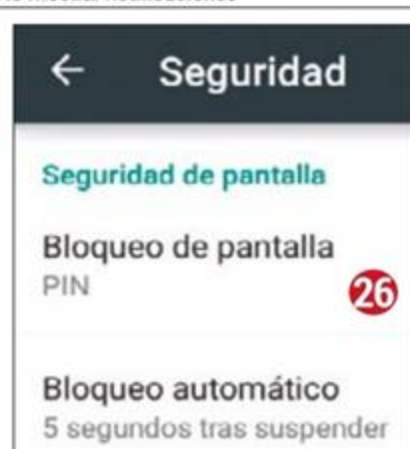 Seguridad
Seguridad de pantalla
Bloqueo de pantalla
PIN
26
Bloqueo automático
5 segundos tras suspender